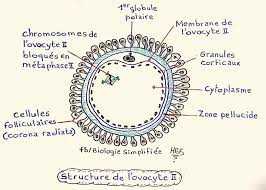 1er globule
polaire
Chromosomes de
l'ovocyte II
bloqués en
métaphase II
Membrane de
l'ovocyte II
Granules
corticaux
Cytoplasme
Zone pellucide
Cellules
folliculaires
(corona radiata)
fb/Biologie Simplifiée
Structure de l'ovocyte II